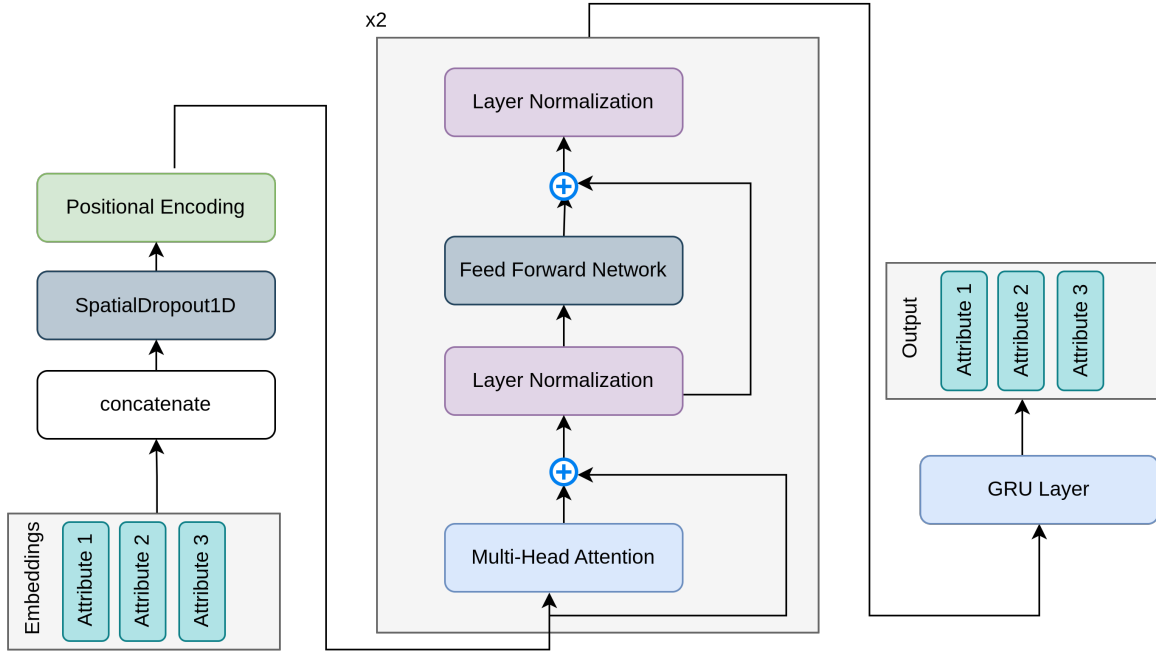 x2
Positional Encoding
SpatialDropout1D
concatenate
Embeddings
Attribute 1
Attribute 2
Attribute 3
Layer Normalization
Feed Forward Network
Layer Normalization
Multi-Head Attention
Output
Attribute 1
Attribute 2
Attribute 3
GRU Layer